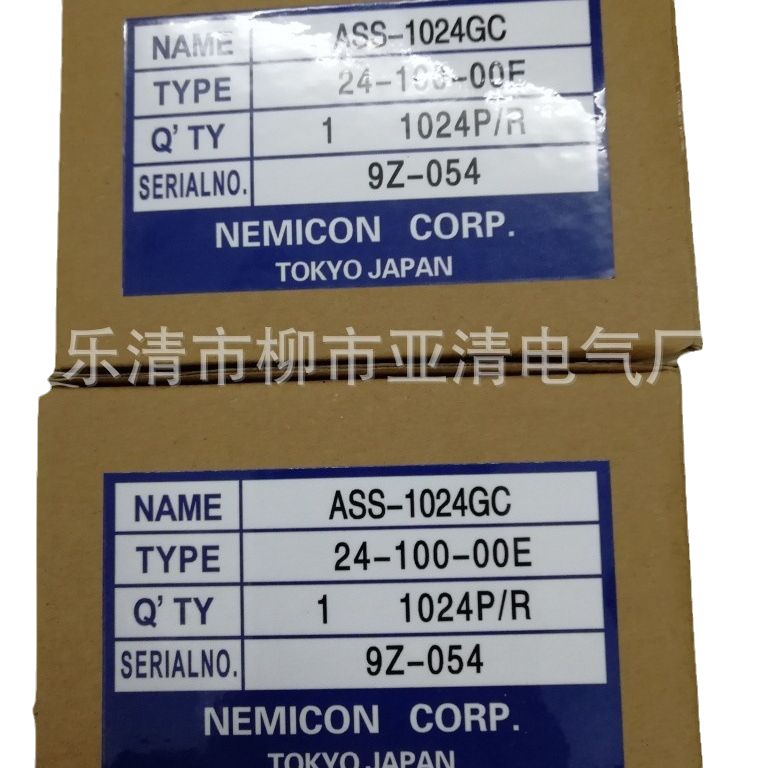 NAME ASS-1024GC
TYPE 24-100-00E
Q'TY 1 1024P/R
SERIALNO. 9Z-054
NEMICON CORP.
TOKYO JAPAN
乐清市柳市亚清电气厂
NAME ASS-1024GC
TYPE 24-100-00E
Q'TY 1 1024P/R
SERIALNO. 9Z-054
NEMICON CORP.
TOKYO JAPAN